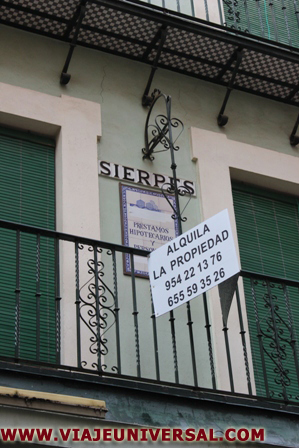 SIERPES
PRESTAMOS
HIPOTECARIOS
Y
ALQUILA
LA PROPIEDAD
954 22 13 76
655 59 35 26
WWW.VIAJEUNIVERSAL.COM